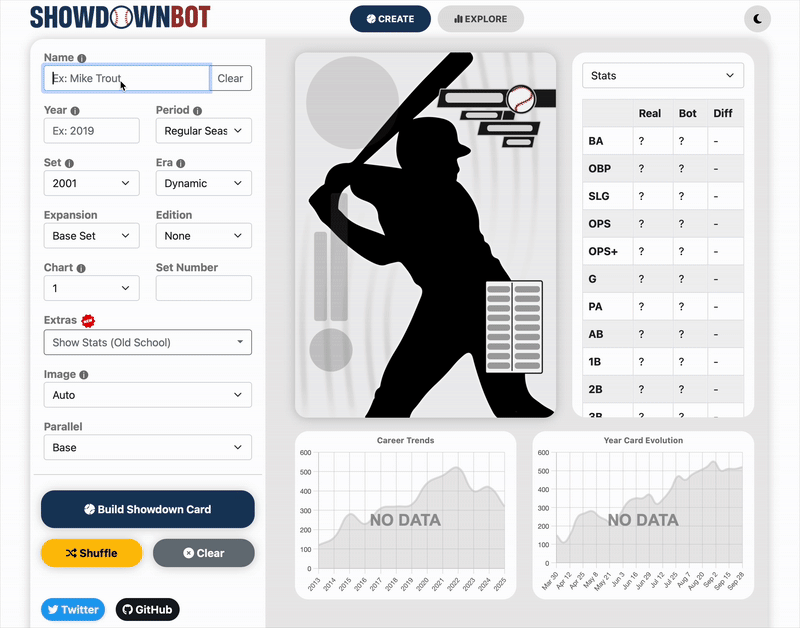 SHOWDOWNBOT
CREATE
EXPLORE
Name
Ex: Mike Trout
Clear
Year
Period
Ex: 2019
Regular Seas
Set
Era
2001
Dynamic
Expansion
Edition
Base Set
None
Chart
Set Number
1
Extras NEW
Show Stats (Old School)
Image
Auto
Parallel
Base
Build Showdown Card
Shuffle
Clear
Twitter
GitHub
Stats
Real Bot Diff
BA ? ? -
OBP ? ? -
SLG ? ? -
OPS ? ? -
OPS+ ? ? -
G ? ? -
PA ? ? -
AB ? ? -
1B ? ? -
2B ? ? -
3B ? ? -
Career Trends
600
500
400
300
200
100
0
NO DATA
2013 2014 2015 2016 2017 2018 2019 2020 2021 2022 2023 2024 2025
Year Card Evolution
600
500
400
300
200
100
0
NO DATA
Mar 30 Apr 12 Apr 25 May 8 May 21 Jun 3 Jun 16 Jun 29 Jul 12 Jul 25 Aug 7 Aug 20 Sep 2 Sep 15 Sep 28